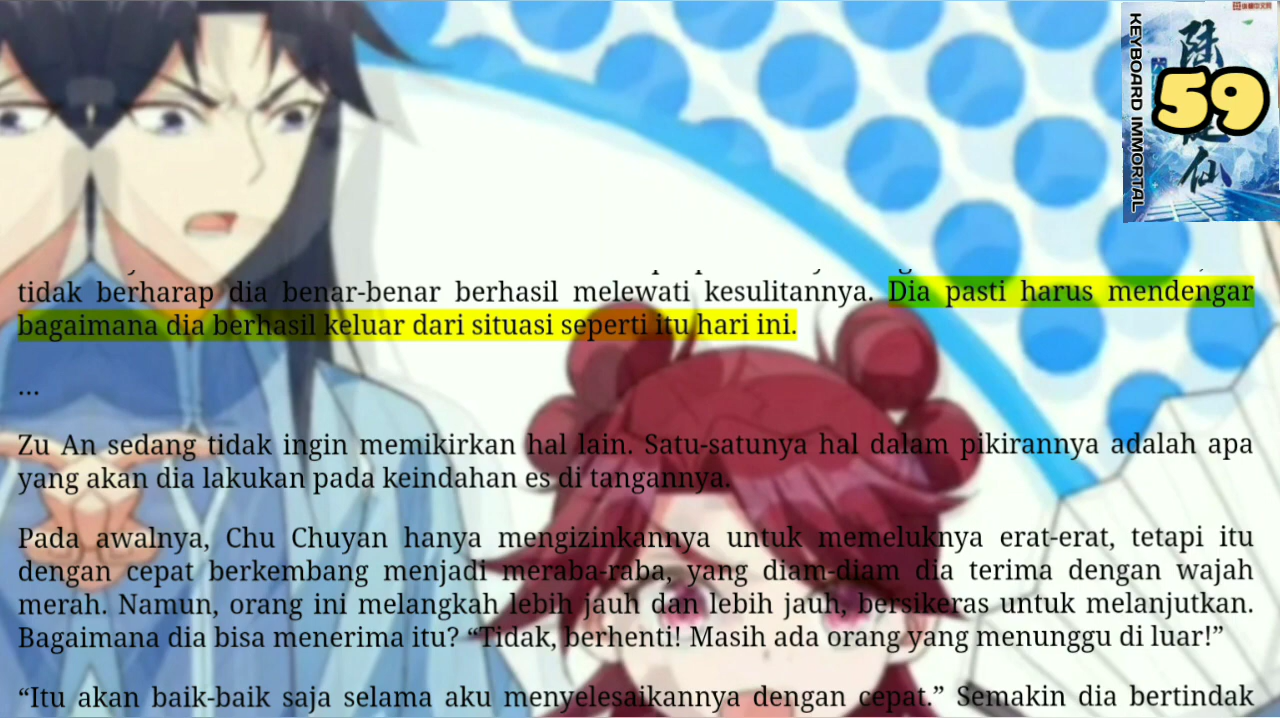 KEYBOARD IMMORTAL
59
tidak berharap dia benar-benar berhasil melewati kesulitannya. Dia pasti harus mendengar
bagaimana dia berhasil keluar dari situasi seperti itu hari ini.
...
Zu An sedang tidak ingin memikirkan hal lain. Satu-satunya hal dalam pikirannya adalah apa
yang akan dia lakukan pada keindahan es di tangannya.
Pada awalnya, Chu Chuyan hanya mengizinkannya untuk memeluknya erat-erat, tetapi itu
dengan cepat berkembang menjadi meraba-raba, yang diam-diam dia terima dengan wajah
merah. Namun, orang ini melangkah lebih jauh dan lebih jauh, bersikeras untuk melanjutkan.
Bagaimana dia bisa menerima itu? “Tidak, berhenti! Masih ada orang yang menunggu di luar!”
“Itu akan baik-baik saja selama aku menyelesaikannya dengan cepat.” Semakin dia bertindak